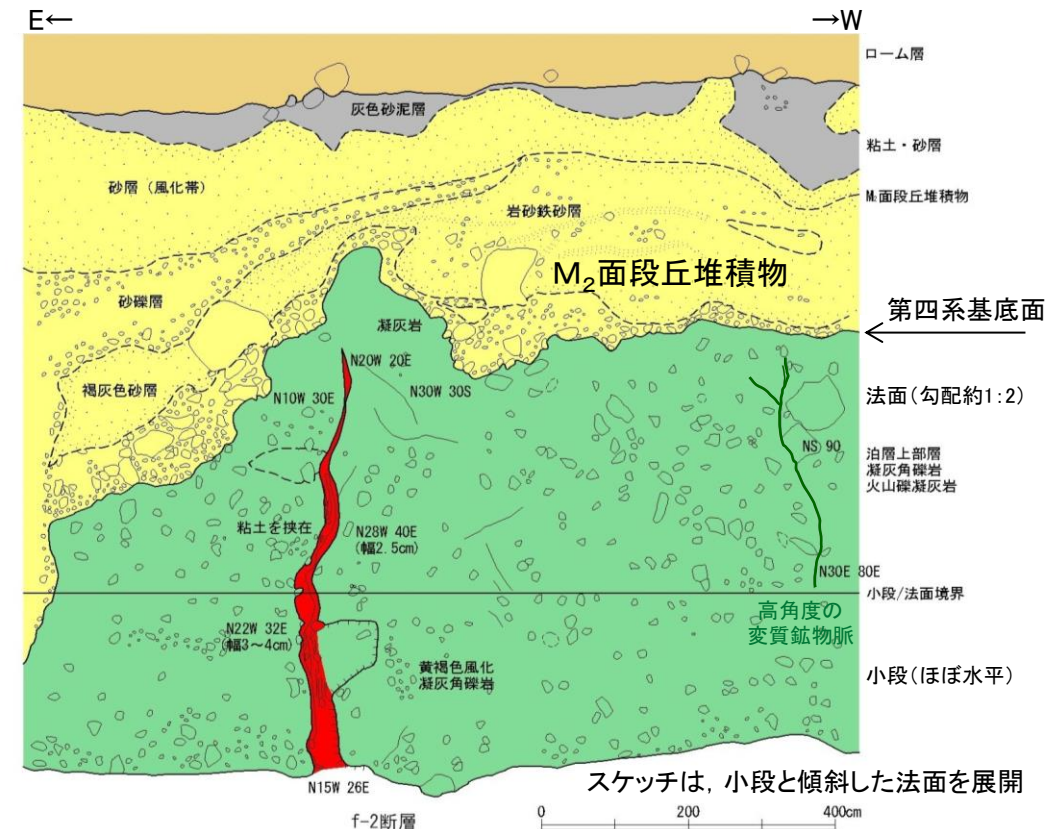 E←
→W
ローム層
灰色砂泥層
粘土・砂層
砂層（風化帯）
M₂面段丘堆積物
岩砂鉄砂層
M₂面段丘堆積物
砂礫層
第四系基底面
凝灰岩
N20W 20E
褐灰色砂層
N10W 30E
N30W 30S
法面(勾配約1:2)
NS 90
泊層上部層
凝灰角礫岩
火山礫凝灰岩
粘土を挟在
N28W 40E
(幅2.5cm)
N30E 80E
小段/法面境界
高角度の
変質鉱物脈
N22W 32E
(幅3～4cm)
黄褐色風化
凝灰角礫岩
小段(ほぼ水平)
スケッチは，小段と傾斜した法面を展開
N15W 26E
f-2断層
0
200
400cm